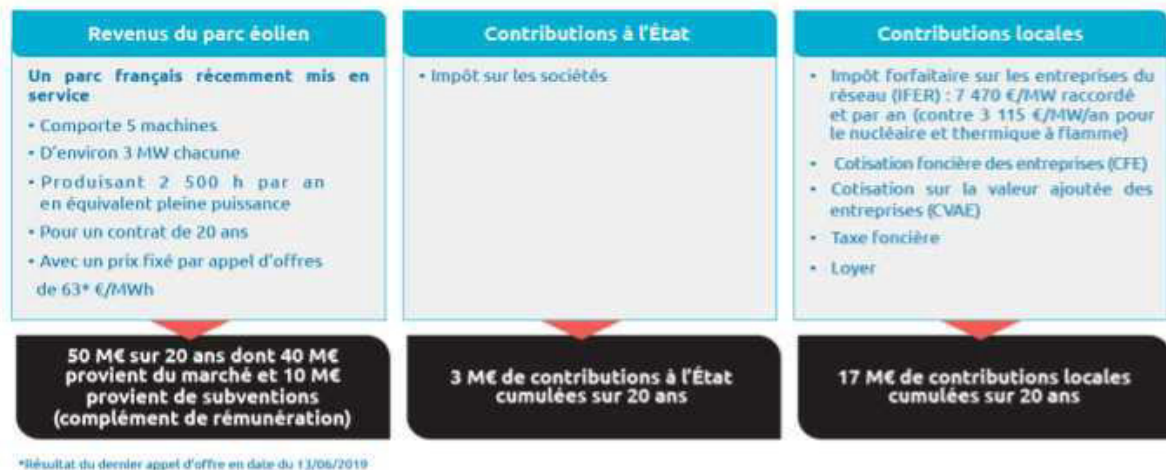 Revenus du parc éolien
Un parc français récemment mis en
service
• Comporte 5 machines
• D'environ 3 MW chacune
• Produisant 2 500 h par an
en équivalent pleine puissance
• Pour un contrat de 20 ans
• Avec un prix fixé par appel d'offres
de 63* €/MWh
50 M€ sur 20 ans dont 40 M€
provient du marché et 10 M€
provient de subventions
(complément de rémunération)
Contributions à l'État
• Impôt sur les sociétés
3 M€ de contributions à l'État
cumulées sur 20 ans
Contributions locales
• Impôt forfaitaire sur les entreprises du
réseau (IFER) : 7 470 €/MW raccordé
et par an (contre 3 115 €/MW/an pour
le nucléaire et thermique à flamme)
• Cotisation foncière des entreprises (CFE)
• Cotisation sur la valeur ajoutée des
entreprises (CVAE)
• Taxe foncière
• Loyer
17 M€ de contributions locales
cumulées sur 20 ans
*Résultat du dernier appel d'offre en date du 13/06/2019